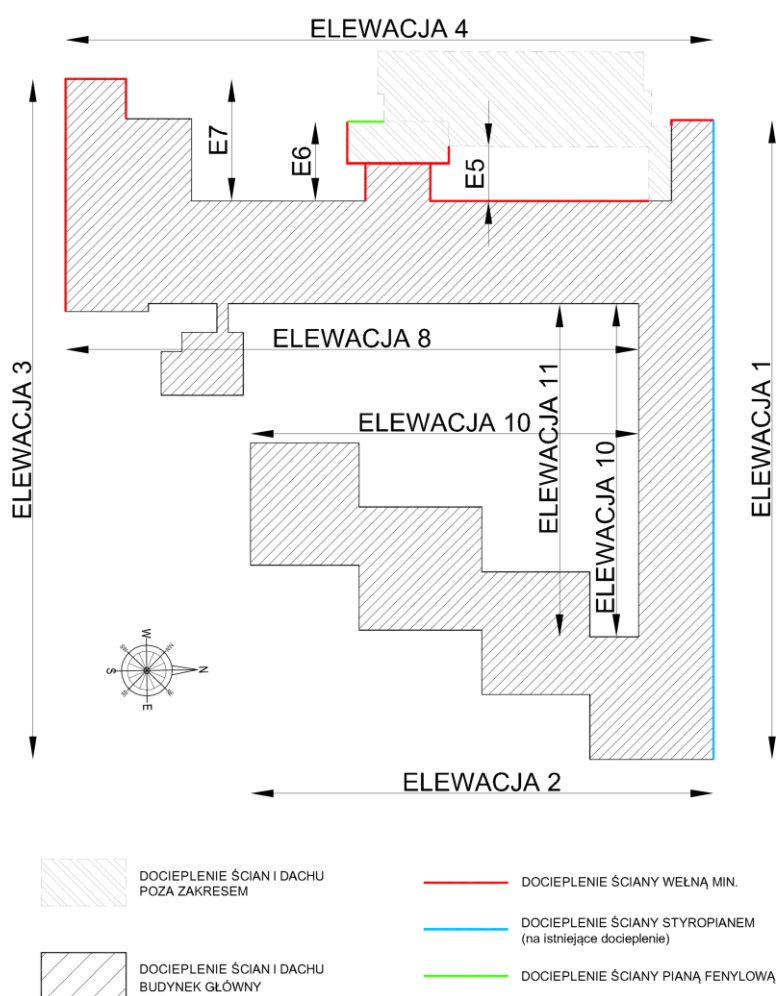 ELEWACJA 4
E7
E6
E5
ELEWACJA 3
ELEWACJA 8
ELEWACJA 11
ELEWACJA 10
ELEWACJA 10
ELEWACJA 1
W
N
S
E
ELEWACJA 2
DOCIEPLENIE ŚCIAN I DACHU
POZA ZAKRESEM
DOCIEPLENIE ŚCIAN I DACHU
BUDYNEK GŁÓWNY
DOCIEPLENIE ŚCIANY WEŁNĄ MIN.
DOCIEPLENIE ŚCIANY STYROPIANEM
(na istniejące docieplenie)
DOCIEPLENIE ŚCIANY PIANĄ FENYLOWĄ